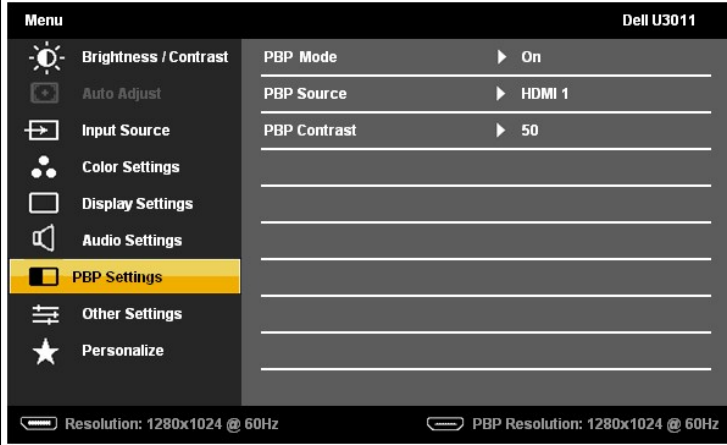 Menu Dell U3011
Brightness / Contrast PBP Mode On
Auto Adjust PBP Source HDMI 1
Input Source PBP Contrast 50
Color Settings
Display Settings
Audio Settings
PBP Settings
Other Settings
Personalize
Resolution: 1280x1024 @ 60Hz PBP Resolution: 1280x1024 @ 60Hz